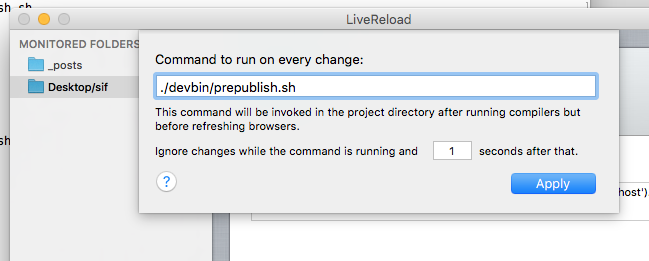 sh sh
LiveReload
MONITORED FOLDERS
_posts
Desktop/sif
Command to run on every change:
./devbin/prepublish.sh
This command will be invoked in the project directory after running compilers but
before refreshing browsers.
Ignore changes while the command is running and 1 seconds after that.
? Apply
sh
host')